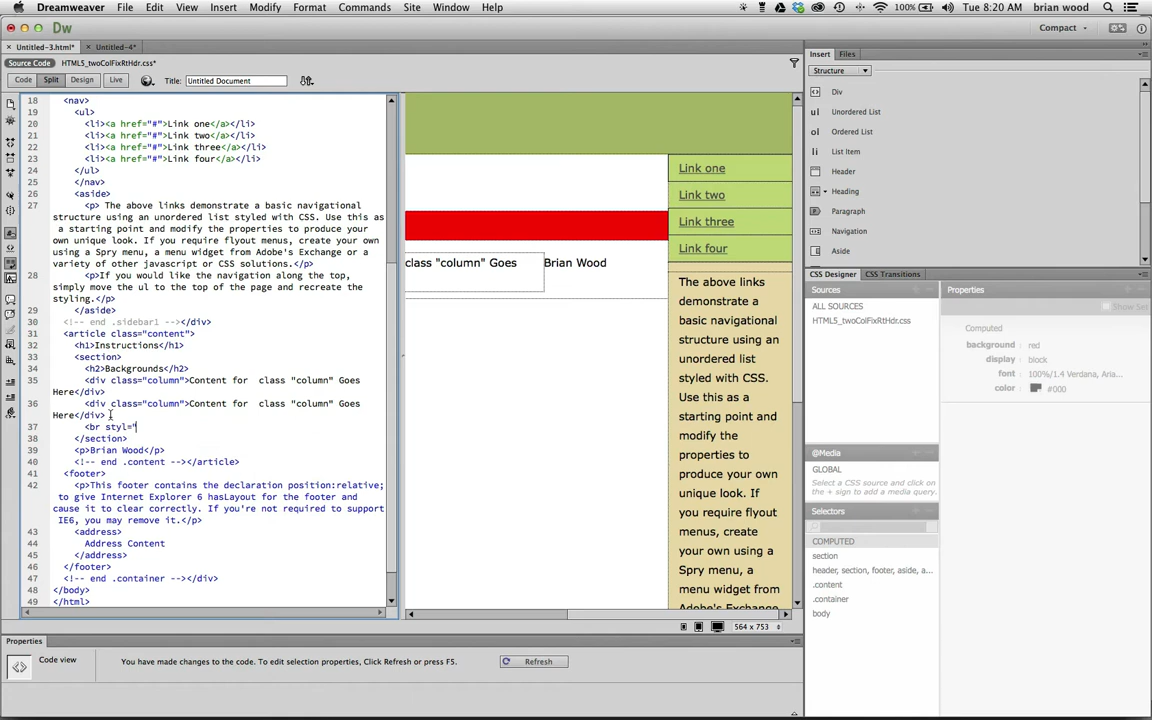 Dreamweaver File Edit View Insert Modify Format Commands Site Window Help 100% Tue 8:20 AM brian wood
Dw Compact
Untitled-3.html* Untitled-4*
Source Code HTML5_twoColFixRtHdr.css*
Code Split Design Live Title: Untitled Document
18 <nav>
19 <ul>
20 <li><a href="#">Link one</a></li>
21 <li><a href="#">Link two</a></li>
22 <li><a href="#">Link three</a></li>
23 <li><a href="#">Link four</a></li>
24 </ul>
25 </nav>
26 <aside>
27 <p> The above links demonstrate a basic navigational
structure using an unordered list styled with CSS. Use this as
a starting point and modify the properties to produce your
own unique look. If you require flyout menus, create your own
using a Spry menu, a menu widget from Adobe's Exchange or a
variety of other javascript or CSS solutions.</p>
28 <p>If you would like the navigation along the top,
simply move the ul to the top of the page and recreate the
styling.</p>
29 </aside>
30 <!-- end .sidebar1 --></div>
31 <article class="content">
32 <h1>Instructions</h1>
33 <section>
34 <h2>Backgrounds</h2>
35 <div class="column">Content for class "column" Goes
Here</div>
36 <div class="column">Content for class "column" Goes
Here</div>
37 <br styl="
38 </section>
39 <p>Brian Wood</p>
40 <!-- end .content --></article>
41 <footer>
42 <p>This footer contains the declaration position:relative;
to give Internet Explorer 6 hasLayout for the footer and
cause it to clear correctly. If you're not required to support
IE6, you may remove it.</p>
43 <address>
44 Address Content
45 </address>
46 </footer>
47 <!-- end .container --></div>
48 </body>
49 </html>
Link one
Link two
Link three
Link four
class "column" Goes Brian Wood
The above links
demonstrate a
basic navigational
structure using an
unordered list
styled with CSS.
Use this as a
starting point and
modify the
properties to
produce your
own unique look. If
you require flyout
menus, create
your own using a
Spry menu, a
menu widget from
Adobe's Exchange
564 x 753
Insert Files
Structure
Div
ul Unordered List
ol Ordered List
li List Item
Header
Heading
Paragraph
Navigation
Aside
CSS Designer CSS Transitions
Sources
ALL SOURCES
HTML5_twoColFixRtHdr.css
@Media
GLOBAL
Select a CSS source and click on
the + sign to add a media query.
Selectors
COMPUTED
section
header, section, footer, aside, a...
.content
.container
body
Properties
Show Set
Computed
background : red
display : block
font : 100%/1.4 Verdana, Aria...
color : #000
Properties
Code view You have made changes to the code. To edit selection properties, Click Refresh or press F5. Refresh